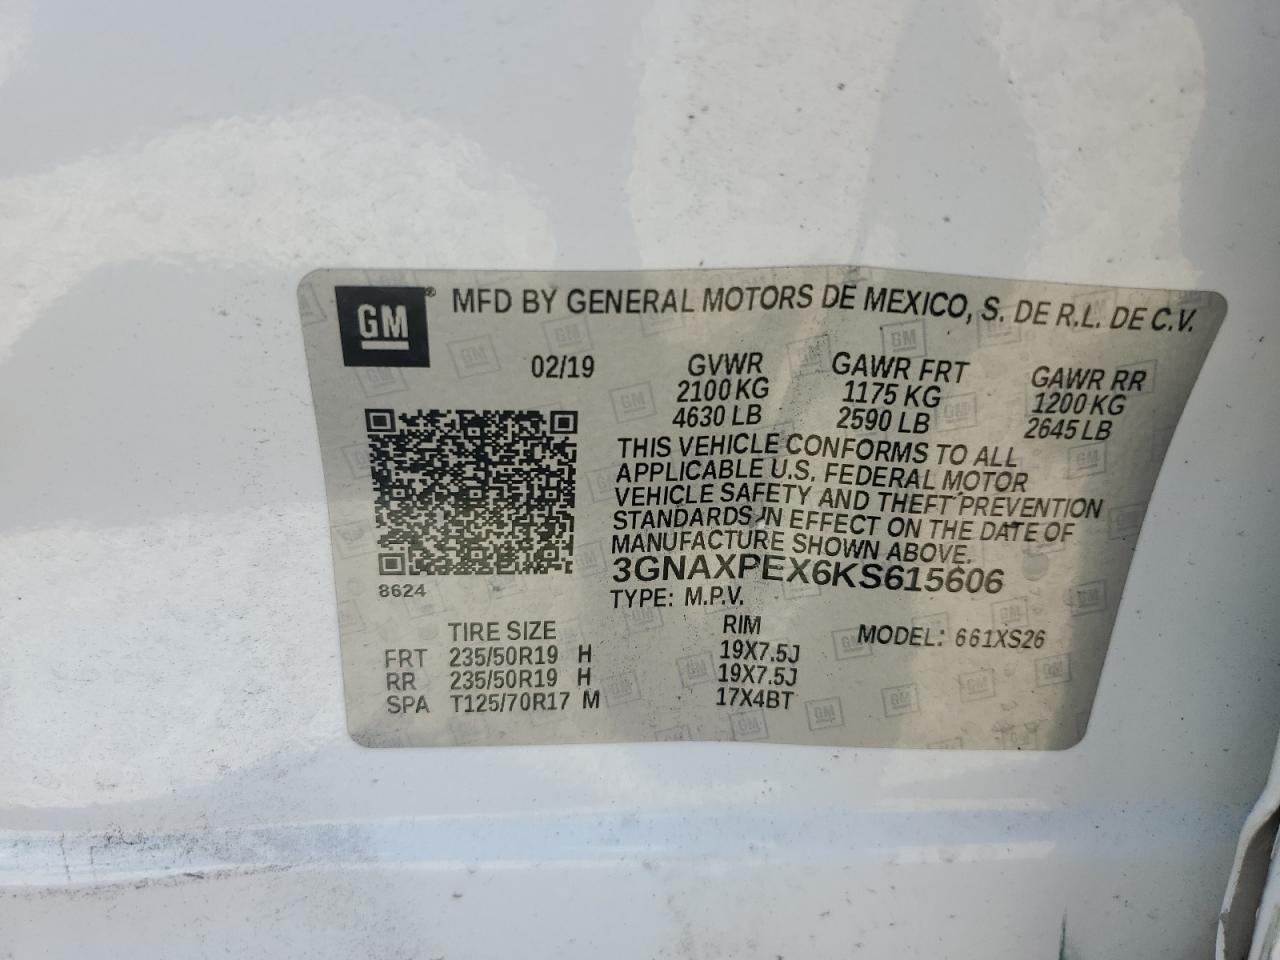 GM® MFD BY GENERAL MOTORS DE MEXICO, S. DE R.L. DE C.V.
02/19 GVWR GAWR FRT GAWR RR
2100 KG 1175 KG 1200 KG
4630 LB 2590 LB 2645 LB
THIS VEHICLE CONFORMS TO ALL
APPLICABLE U.S. FEDERAL MOTOR
VEHICLE SAFETY AND THEFT PREVENTION
STANDARDS IN EFFECT ON THE DATE OF
MANUFACTURE SHOWN ABOVE.
3GNAXPEX6KS615606
8624 TYPE: M.P.V.
TIRE SIZE RIM MODEL: 661XS26
FRT 235/50R19 H 19X7.5J
RR 235/50R19 H 19X7.5J
SPA T125/70R17 M 17X4BT